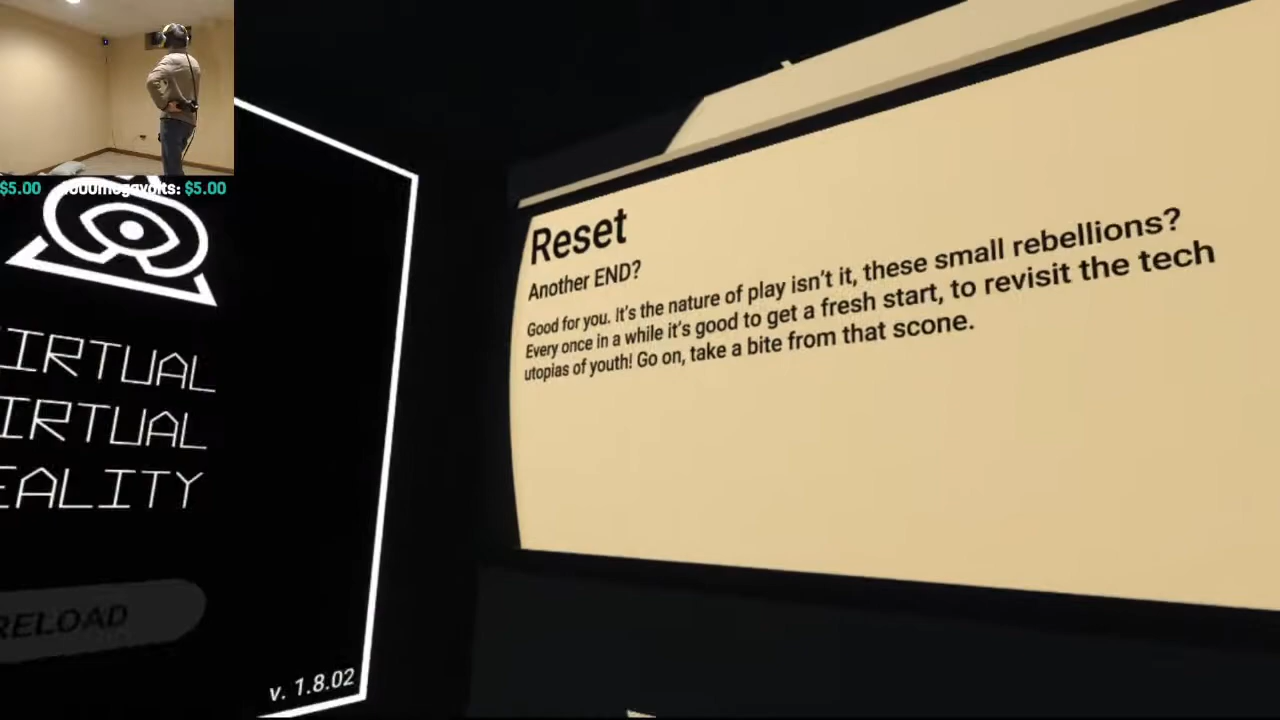 $5.00
000megavolts: $5.00
IRTUAL
IRTUAL
EALITY
RELOAD
v. 1.8.02
Reset
Another END?
Good for you. It's the nature of play isn't it, these small rebellions?
Every once in a while it's good to get a fresh start, to revisit the tech
utopias of youth! Go on, take a bite from that scone.